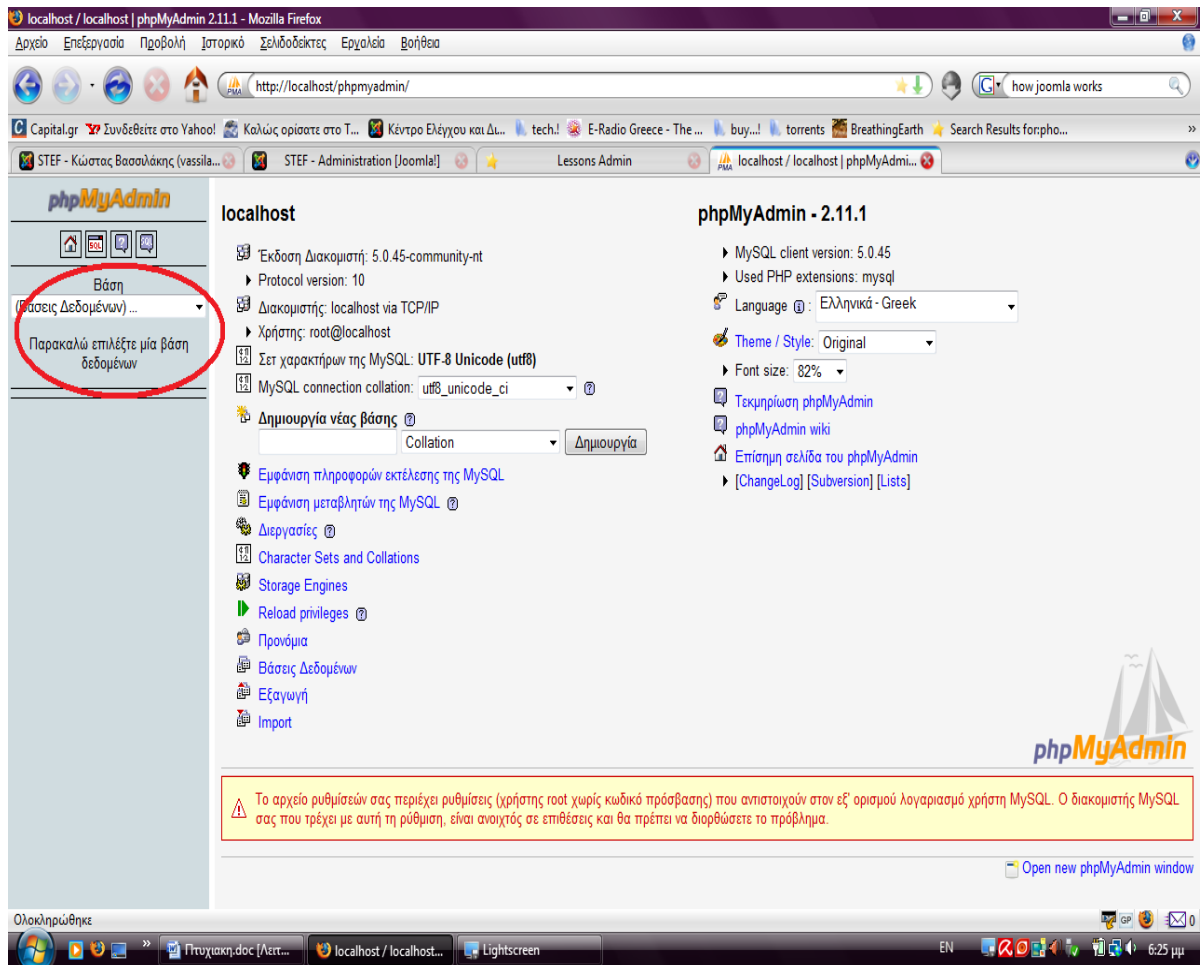 localhost / localhost | phpMyAdmin 2.11.1 - Mozilla Firefox
Αρχείο Επεξεργασία Προβολή Ιστορικό Σελιδοδείκτες Εργαλεία Βοήθεια
http://localhost/phpmyadmin/
how joomla works
Capital.gr Συνδεθείτε στο Yahoo! Καλώς ορίσατε στο Τ... Κέντρο Ελέγχου και Δι... tech.! E-Radio Greece - The ... buy...! torrents BreathingEarth Search Results for:pho... »
STEF - Κώστας Βασσιλάκης (vassila... STEF - Administration [Joomla!] Lessons Admin localhost / localhost | phpMyAdmi...
phpMyAdmin
Βάση
(Βάσεις Δεδομένων) ...
Παρακαλώ επιλέξτε μία βάση
δεδομένων
localhost
Έκδοση Διακομιστή: 5.0.45-community-nt
Protocol version: 10
Διακομιστής: localhost via TCP/IP
Χρήστης: root@localhost
Σετ χαρακτήρων της MySQL: UTF-8 Unicode (utf8)
MySQL connection collation: utf8_unicode_ci
Δημιουργία νέας βάσης
Collation Δημιουργία
Εμφάνιση πληροφορών εκτέλεσης της MySQL
Εμφάνιση μεταβλητών της MySQL
Διεργασίες
Character Sets and Collations
Storage Engines
Reload privileges
Προνόμια
Βάσεις Δεδομένων
Εξαγωγή
Import
phpMyAdmin - 2.11.1
MySQL client version: 5.0.45
Used PHP extensions: mysql
Language : Ελληνικά - Greek
Theme / Style: Original
Font size: 82%
Τεκμηρίωση phpMyAdmin
phpMyAdmin wiki
Επίσημη σελίδα του phpMyAdmin
[ChangeLog] [Subversion] [Lists]
phpMyAdmin
Το αρχείο ρυθμίσεών σας περιέχει ρυθμίσεις (χρήστης root χωρίς κωδικό πρόσβασης) που αντιστοιχούν στον εξ' ορισμού λογαριασμό χρήστη MySQL. Ο διακομιστής MySQL
σας που τρέχει με αυτή τη ρύθμιση, είναι ανοιχτός σε επιθέσεις και θα πρέπει να διορθώσετε το πρόβλημα.
Open new phpMyAdmin window
Ολοκληρώθηκε
GP 0
» Πτυχιακη.doc [Λειτ... localhost / localhost... Lightscreen EN 6:25 μμ